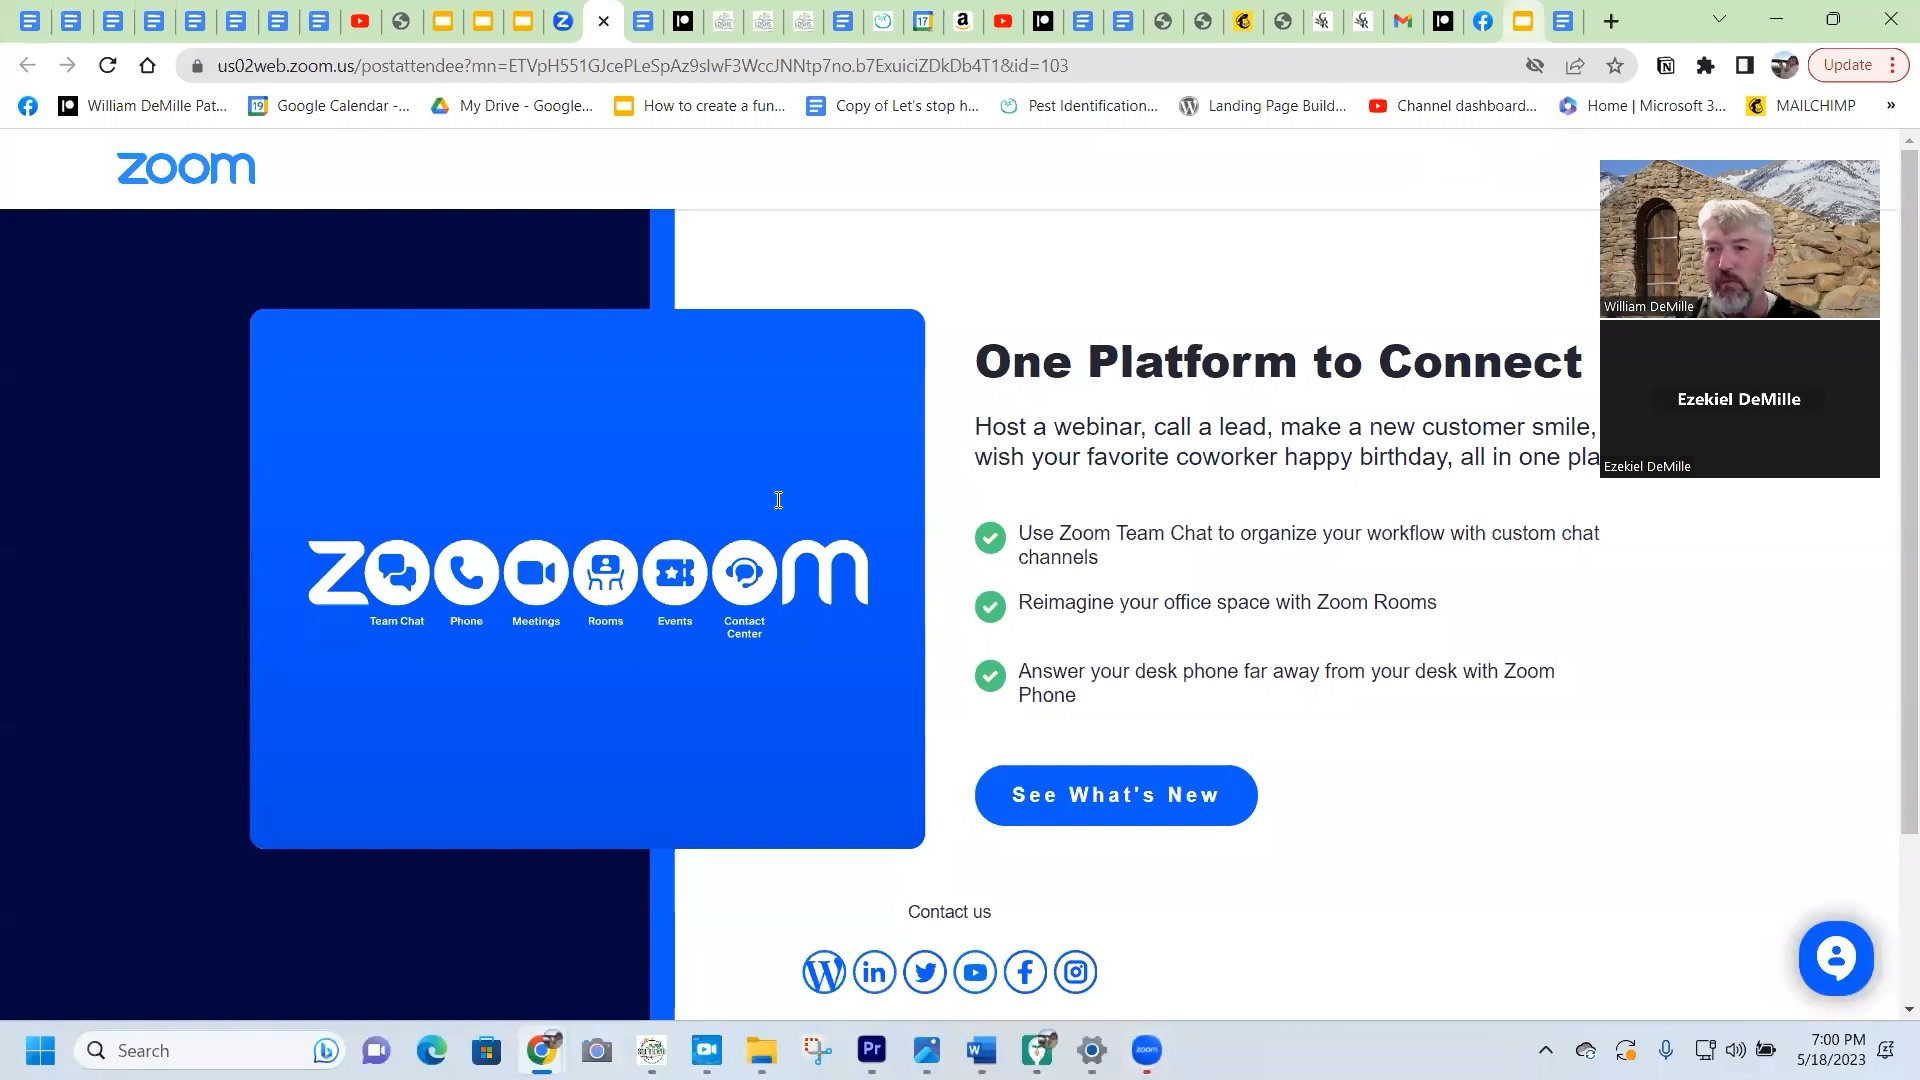 us02web.zoom.us/postattendee?mn=ETVpH551GJcePLeSpAz9slwF3WccJNNtp7no.b7ExuiciZDkDb4T1&id=103
Update
William DeMille Pat...
Google Calendar -...
My Drive - Google...
How to create a fun...
Copy of Let's stop h...
Pest Identification...
Landing Page Build...
Channel dashboard...
Home | Microsoft 3...
MAILCHIMP
»
zoom
William DeMille
Ezekiel DeMille
Ezekiel DeMille
One Platform to Connect
Host a webinar, call a lead, make a new customer smile,
wish your favorite coworker happy birthday, all in one pla
Use Zoom Team Chat to organize your workflow with custom chat
channels
Reimagine your office space with Zoom Rooms
Answer your desk phone far away from your desk with Zoom
Phone
See What's New
zoooooom
Team Chat
Phone
Meetings
Rooms
Events
Contact
Center
Contact us
Search
7:00 PM
5/18/2023